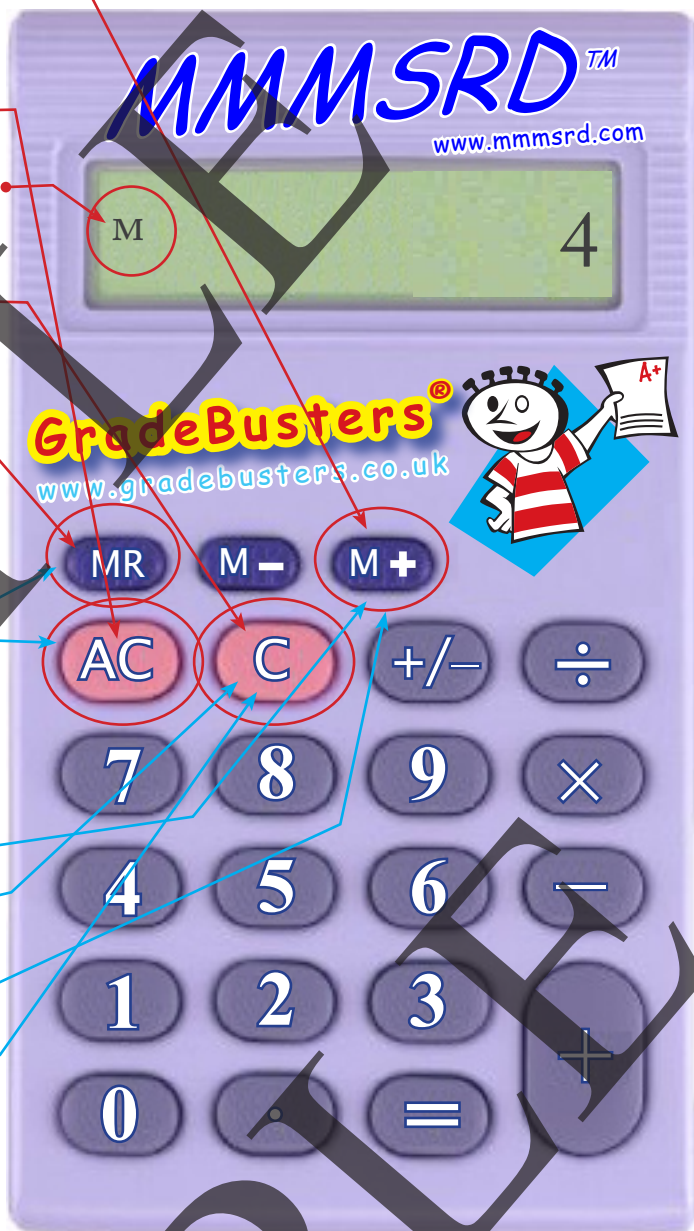 MMMSRD™
www.mmmsrd.com
M 4
A+
GradeBusters®
www.gradebusters.co.uk
MR M− M+
AC C +/− ÷
7 8 9 ×
4 5 6 −
1 2 3 +
0 . =